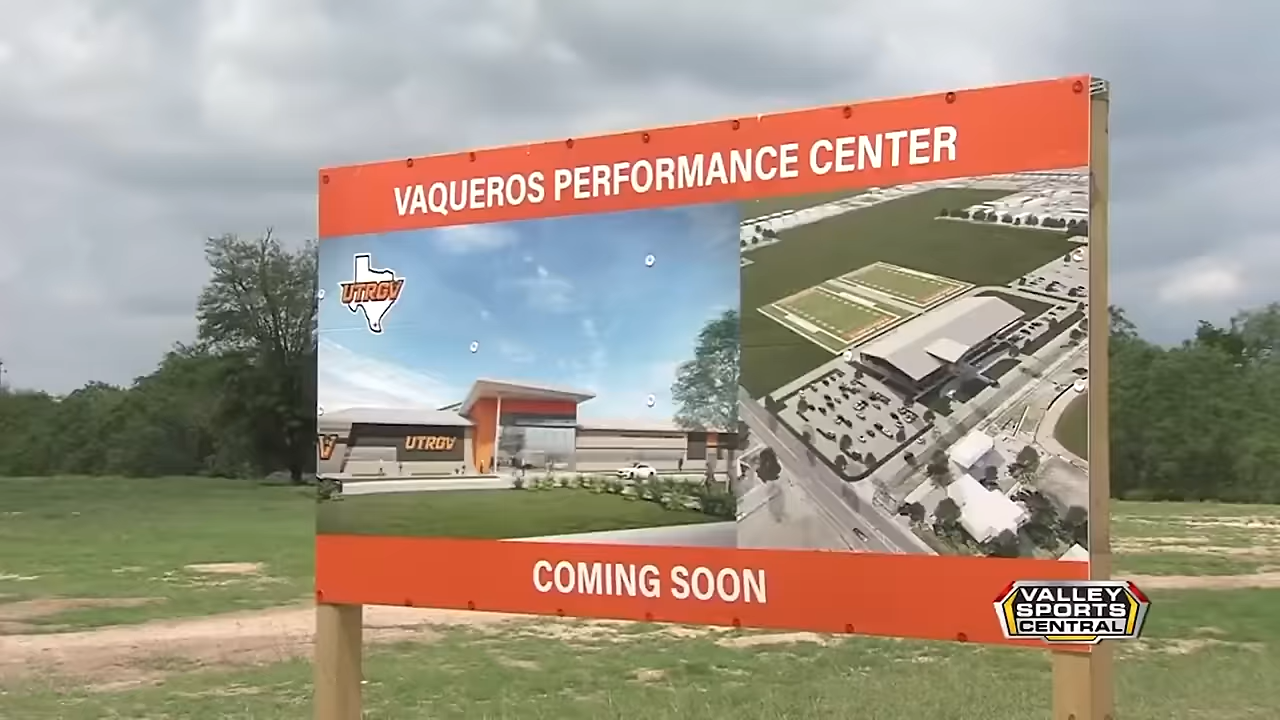 VAQUEROS PERFORMANCE CENTER
UTRGV
V
UTRGV
COMING SOON
VALLEY
SPORTS
CENTRAL